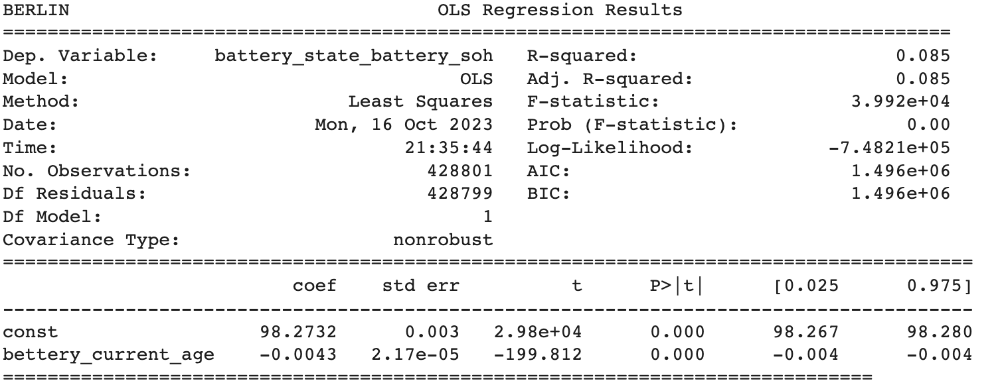 BERLIN OLS Regression Results
==============================================================================
Dep. Variable: battery_state_battery_soh R-squared: 0.085
Model: OLS Adj. R-squared: 0.085
Method: Least Squares F-statistic: 3.992e+04
Date: Mon, 16 Oct 2023 Prob (F-statistic): 0.00
Time: 21:35:44 Log-Likelihood: -7.4821e+05
No. Observations: 428801 AIC: 1.496e+06
Df Residuals: 428799 BIC: 1.496e+06
Df Model: 1
Covariance Type: nonrobust
==============================================================================
coef std err t P>|t| [0.025 0.975]
------------------------------------------------------------------------------
const 98.2732 0.003 2.98e+04 0.000 98.267 98.280
bettery_current_age -0.0043 2.17e-05 -199.812 0.000 -0.004 -0.004
==============================================================================